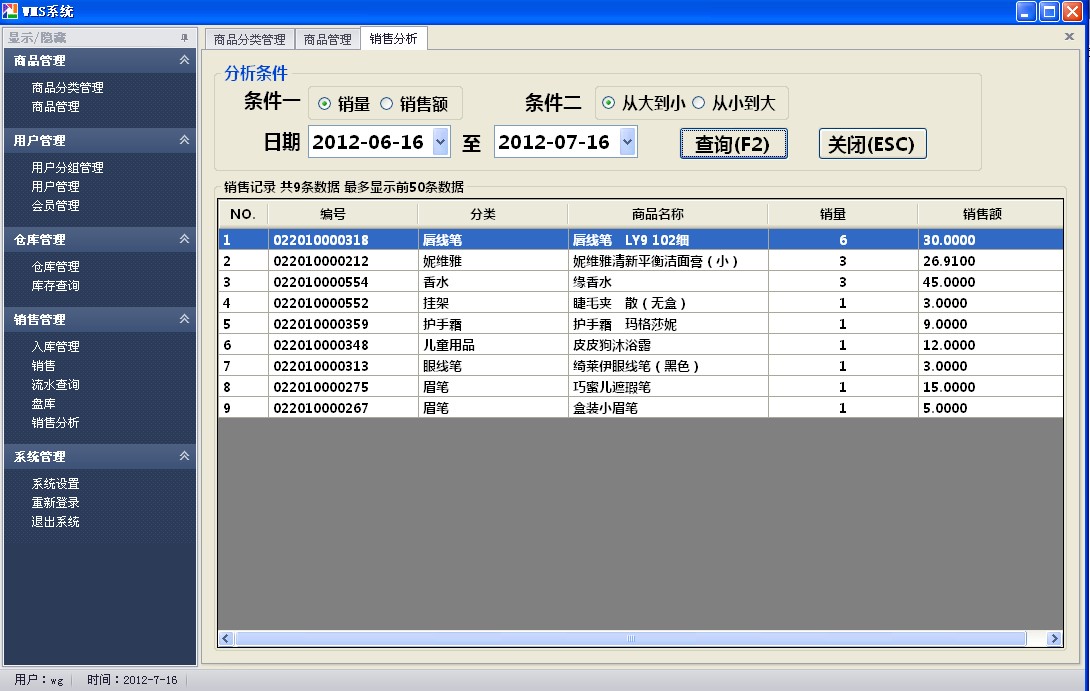 WMS系统
显示/隐藏
商品管理
商品分类管理
商品管理
用户管理
用户分组管理
用户管理
会员管理
仓库管理
仓库管理
库存查询
销售管理
入库管理
销售
流水查询
盘库
销售分析
系统管理
系统设置
重新登录
退出系统
商品分类管理 商品管理 销售分析
分析条件
条件一 销量 销售额 条件二 从大到小 从小到大
日期 2012-06-16 至 2012-07-16 查询(F2) 关闭(ESC)
销售记录 共9条数据 最多显示前50条数据
NO. 编号 分类 商品名称 销量 销售额
1 022010000318 唇线笔 唇线笔 LY9 102细 6 30.0000
2 022010000212 妮维雅 妮维雅清新平衡洁面膏（小） 3 26.9100
3 022010000554 香水 缘香水 3 45.0000
4 022010000552 挂架 睫毛夹 散（无盒） 1 3.0000
5 022010000359 护手霜 护手霜 玛格莎妮 1 9.0000
6 022010000348 儿童用品 皮皮狗沐浴露 1 12.0000
7 022010000313 眼线笔 绮莱伊眼线笔（黑色） 1 3.0000
8 022010000275 眉笔 巧蜜儿遮瑕笔 1 15.0000
9 022010000267 眉笔 盒装小眉笔 1 5.0000
用户：wg 时间：2012-7-16